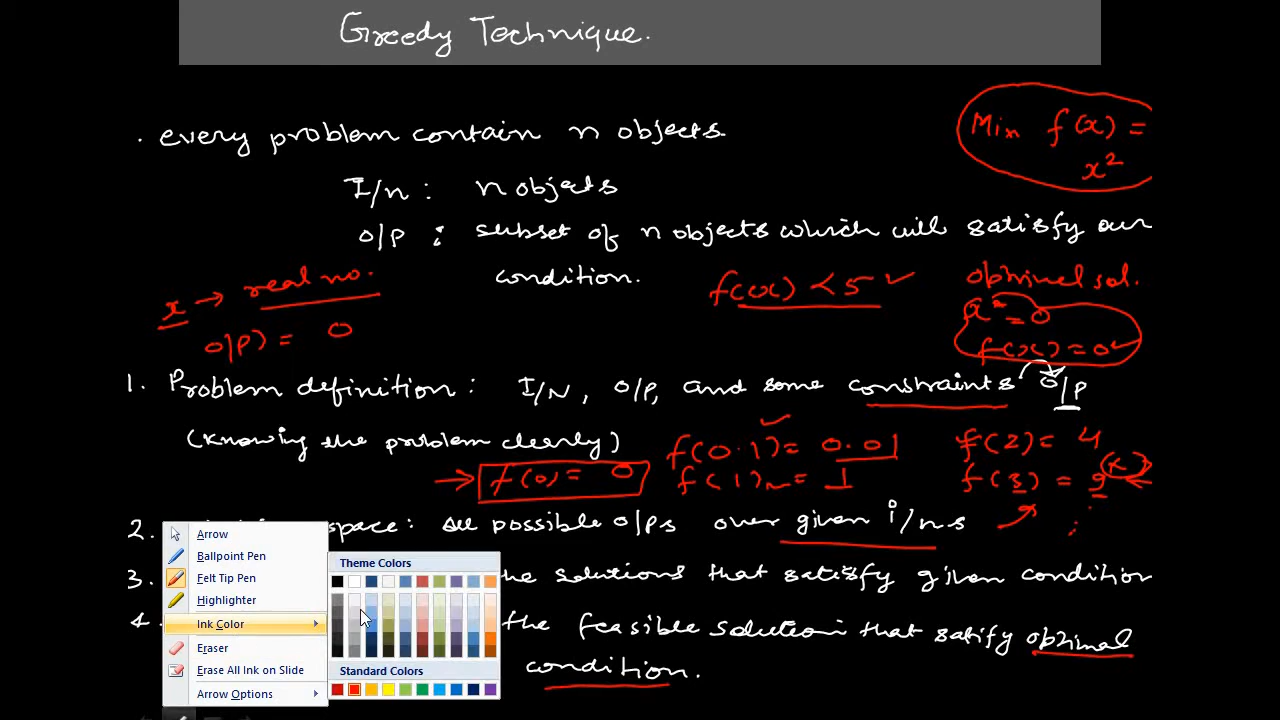 Greedy Technique.
. every problem contain n objects.
Min f(x) =
x²
I/n : n objects
O/P : subset of n objects which will satisfy our
condition.
x → real no.
O/P) = 0
f(x) < 5 ✓
optimal sol.
x = 0
f(x) = 0 ✓
1. Problem definition : I/N, O/P, and some constraints O/P
(knowing the problem clearly)
f(0.1) = 0.01
f(2) = 4
→ f(0) = 0
f(1) = 1
f(3) = 9 (x)
2. space: possible O/Ps over given i/ns
3. the solutions that satisfy given condition
4. the feasible solution that satisfy optimal
condition.
Arrow
Ballpoint Pen
Felt Tip Pen
Highlighter
Ink Color
Eraser
Erase All Ink on Slide
Arrow Options
Theme Colors
Standard Colors